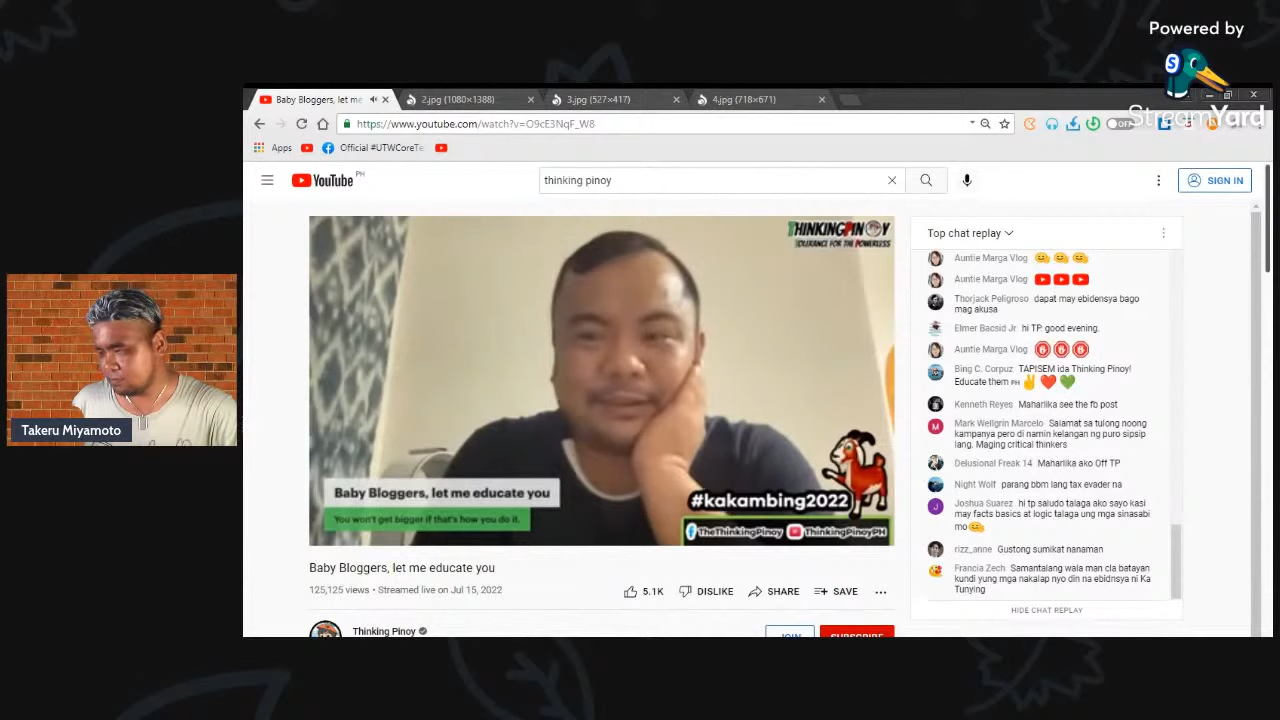 Powered by
StreamYard
Baby Bloggers, let me
2.jpg (1080×1388)
3.jpg (527×417)
4.jpg (718×671)
https://www.youtube.com/watch?v=O9cE3NqF_W8
Apps
Official #UTWCoreTe
YouTube PH
thinking pinoy
SIGN IN
THINKINGPINOY
TOLERANCE FOR THE POWERLESS
Baby Bloggers, let me educate you
You won't get bigger if that's how you do it.
#kakambing2022
TheThinkingPinoy
ThinkingPinoyPH
Takeru Miyamoto
Top chat replay
Auntie Marga Vlog
Auntie Marga Vlog
Thorjack Peligroso dapat may ebidensya bago
mag akusa
Elmer Bacsid Jr hi TP. good evening.
Auntie Marga Vlog
Bing C. Corpuz TAPISEM ida Thinking Pinoy!
Educate them PH
Kenneth Reyes Maharlika see the fb post
Mark Wellgrin Marcelo Salamat sa tulong noong
kampanya pero di namin kelangan ng puro sipsip
lang. Maging critical thinkers
Delusional Freak 14 Maharlika ako Off TP
Night Wolf parang bbm lang tax evader na
Joshua Suarez hi tp saludo talaga ako sayo kasi
may facts basics at logic talaga ung mga sinasabi
mo
rizz_anne Gustong sumikat nanaman
Francia Zech Samantalang wala man cla batayan
kundi yung mga nakalap nyo din na ebidnsya ni Ka
Tunying
HIDE CHAT REPLAY
Baby Bloggers, let me educate you
125,125 views • Streamed live on Jul 15, 2022
5.1K
DISLIKE
SHARE
SAVE
Thinking Pinoy
JOIN
SUBSCRIBE